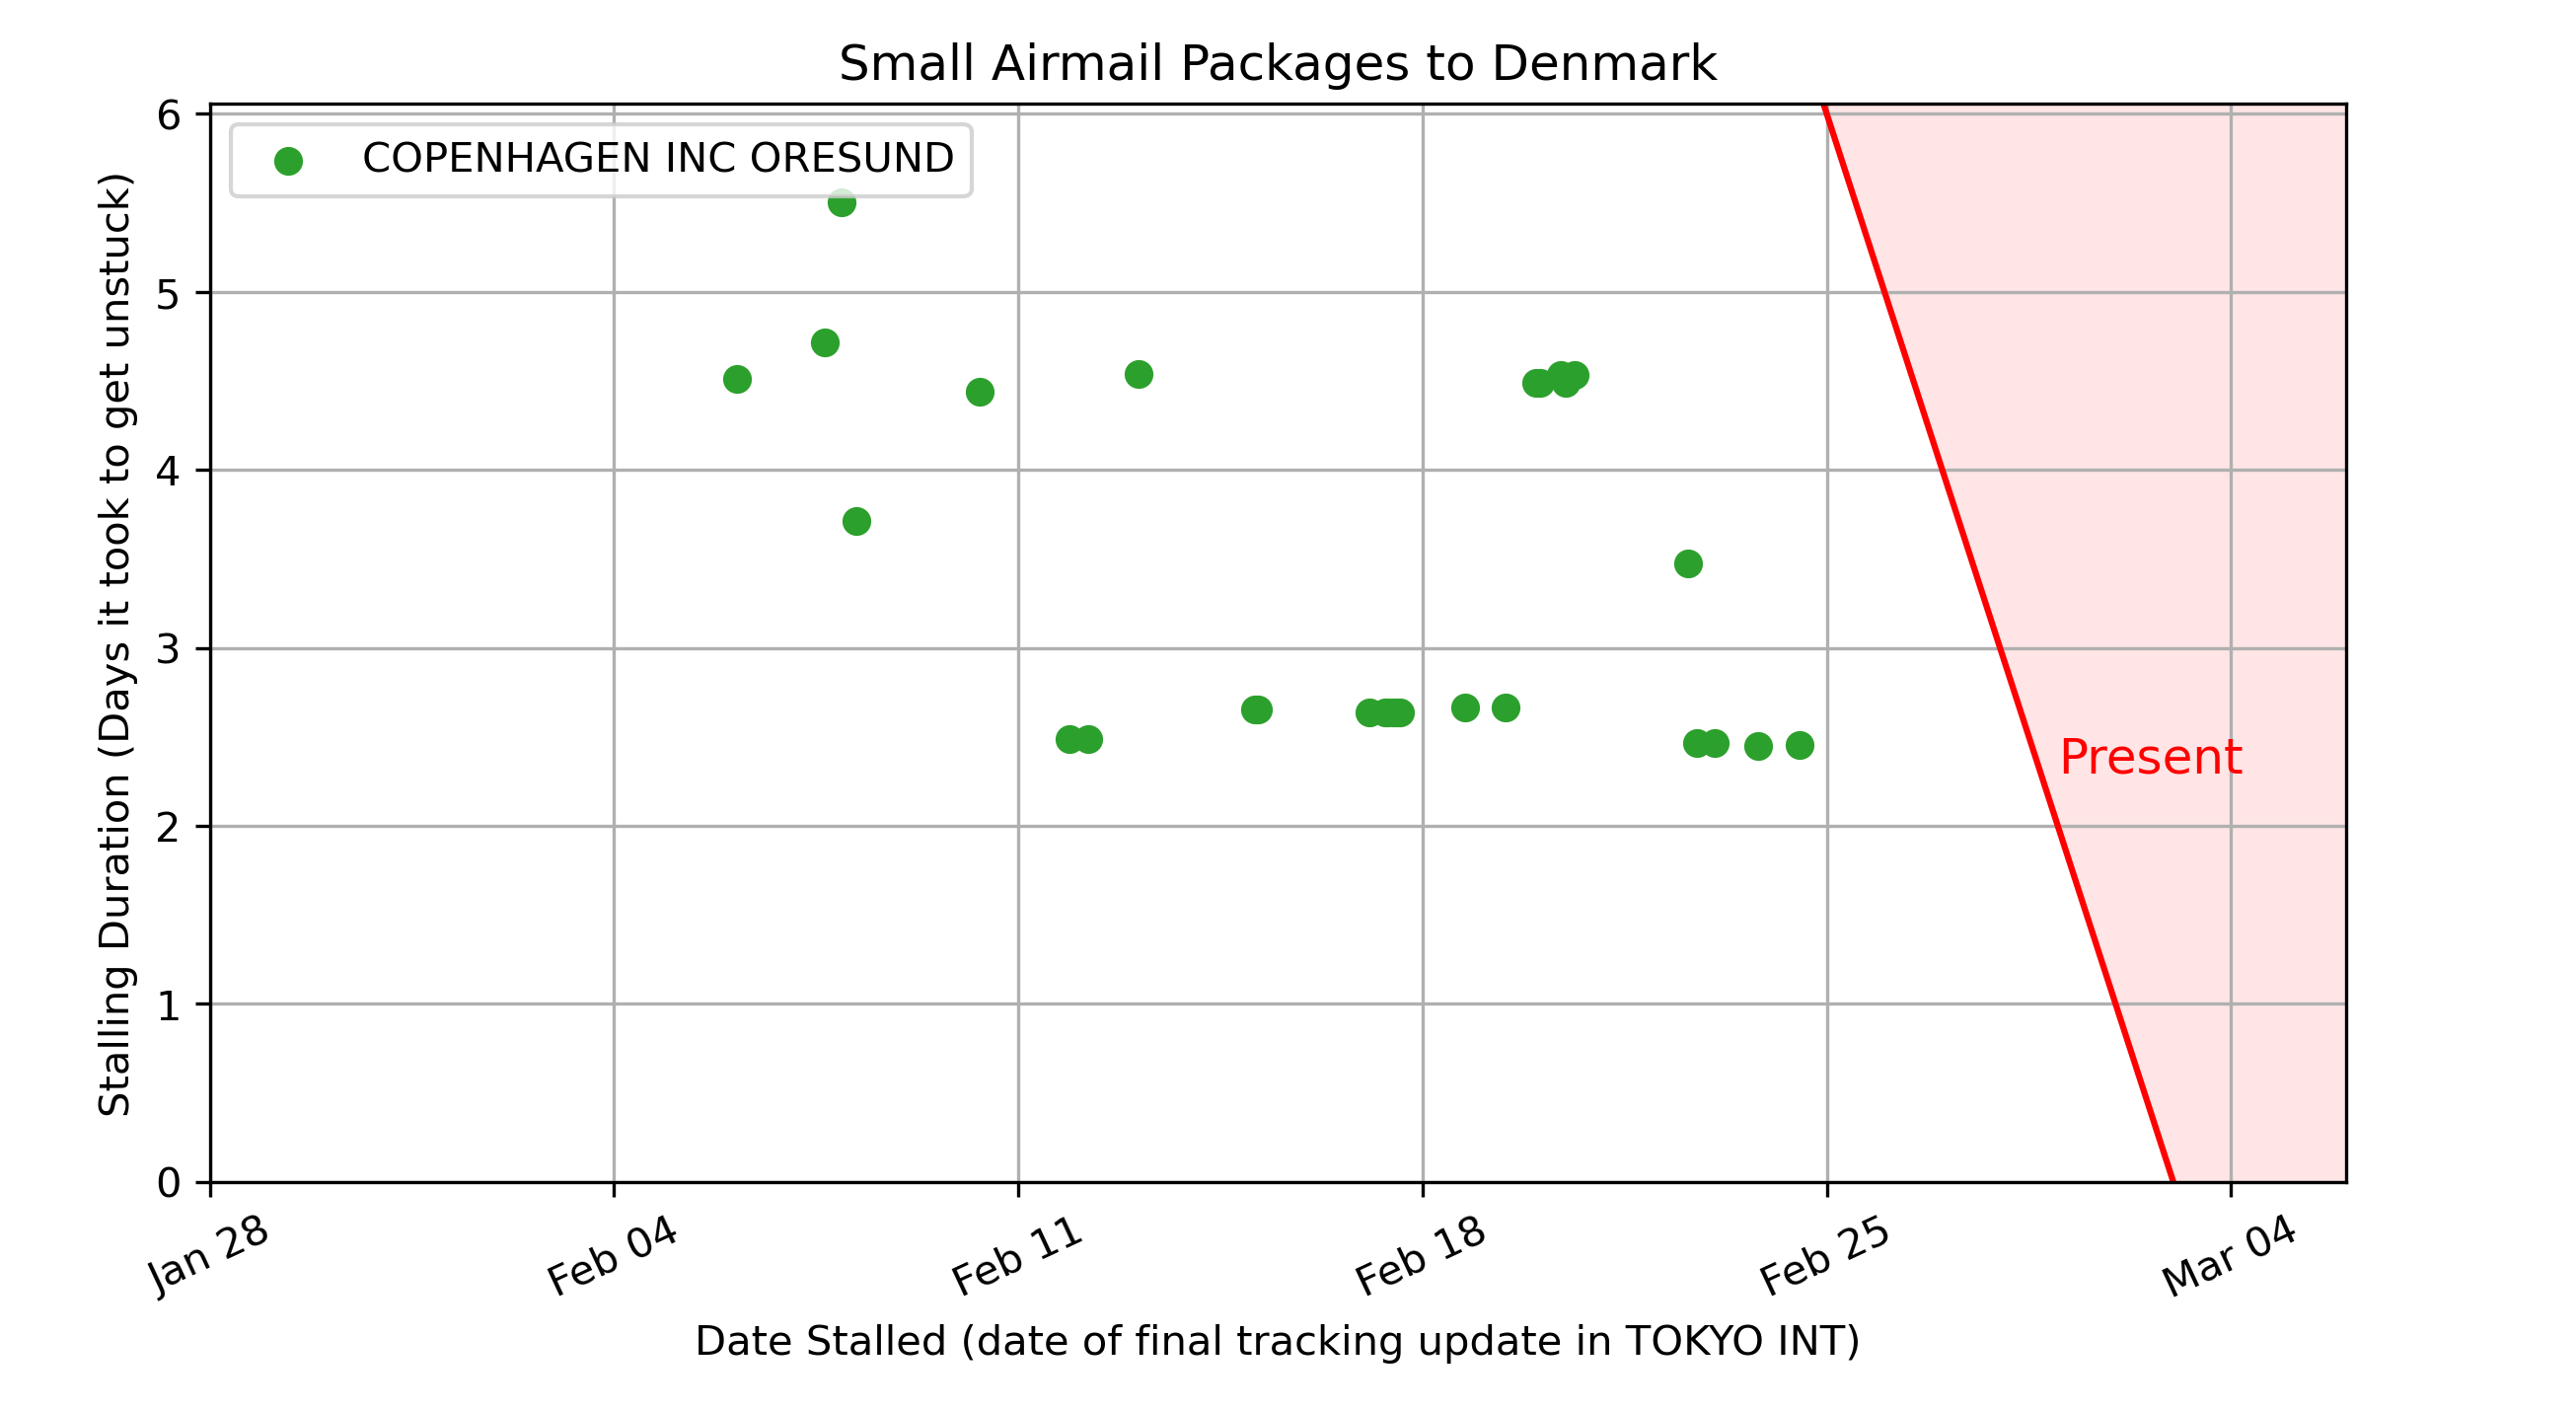 Small Airmail Packages to Denmark
COPENHAGEN INC ORESUND
Stalling Duration (Days it took to get unstuck)
6
5
4
3
2
1
0
Present
Jan 28
Feb 04
Feb 11
Feb 18
Feb 25
Mar 04
Date Stalled (date of final tracking update in TOKYO INT)